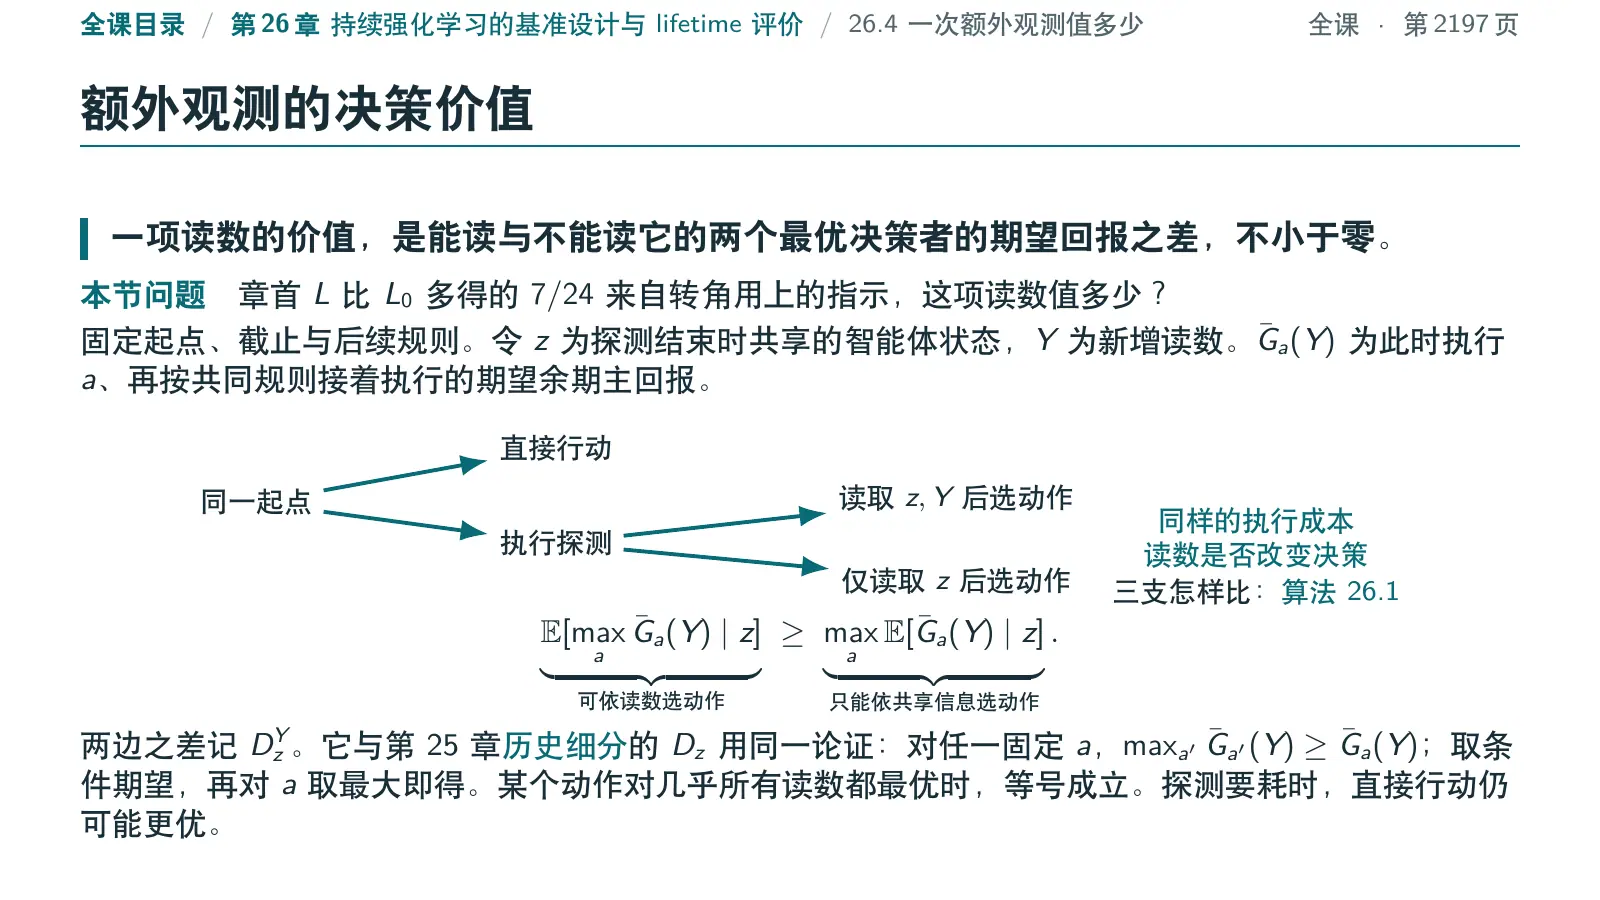 全课目录 / 第 26 章 持续强化学习的基准设计与 lifetime 评价 / 26.4 一次额外观测值多少 全课 · 第 2197 页
额外观测的决策价值
一项读数的价值，是能读与不能读它的两个最优决策者的期望回报之差，不小于零。
本节问题 章首 L 比 L₀ 多得的 7/24 来自转角用上的指示，这项读数值多少？
固定起点、截止与后续规则。令 z 为探测结束时共享的智能体状态，Y 为新增读数。Ḡₐ(Y) 为此时执行
a、再按共同规则接着执行的期望余期主回报。
直接行动
同一起点
执行探测
读取 z, Y 后选动作
仅读取 z 后选动作
同样的执行成本
读数是否改变决策
三支怎样比：算法 26.1
𝔼[max_a Ḡₐ(Y) | z] ≥ max_a 𝔼[Ḡₐ(Y) | z].
可依读数选动作 只能依共享信息选动作
两边之差记 D_z^Y。它与第 25 章历史细分的 D_z 用同一论证：对任一固定 a，max_{a′} Ḡ_{a′}(Y) ≥ Ḡₐ(Y)；取条
件期望，再对 a 取最大即得。某个动作对几乎所有读数都最优时，等号成立。探测要耗时，直接行动仍
可能更优。